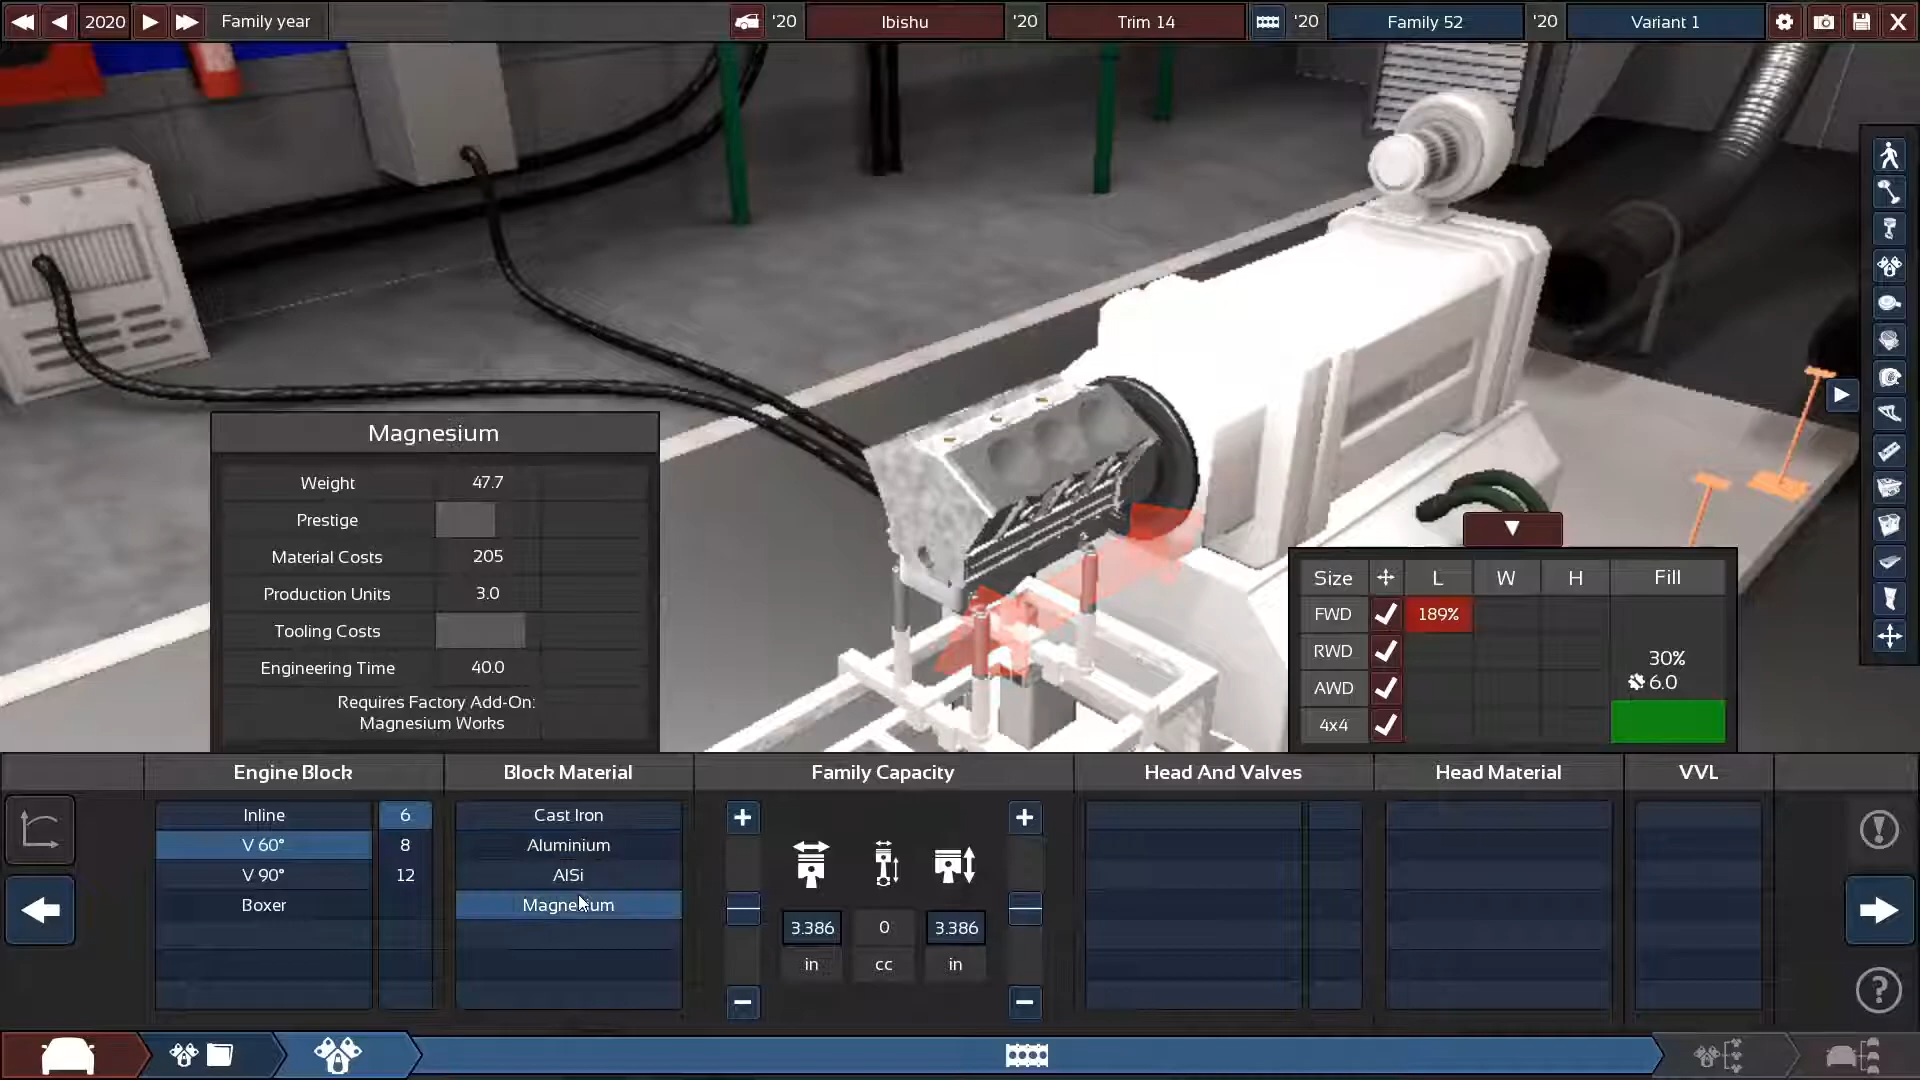 2020 Family year '20 Ibishu '20 Trim 14 '20 Family 52 '20 Variant 1
Magnesium
Weight 47.7
Prestige
Material Costs 205
Production Units 3.0
Tooling Costs
Engineering Time 40.0
Requires Factory Add-On:
Magnesium Works
Size L W H Fill
FWD 189%
RWD
AWD
4x4
30%
6.0
Engine Block
Inline 6
V 60° 8
V 90° 12
Boxer
Block Material
Cast Iron
Aluminium
AlSi
Magnesium
Family Capacity
+ +
3.386 0 3.386
in cc in
− −
Head And Valves
Head Material
VVL